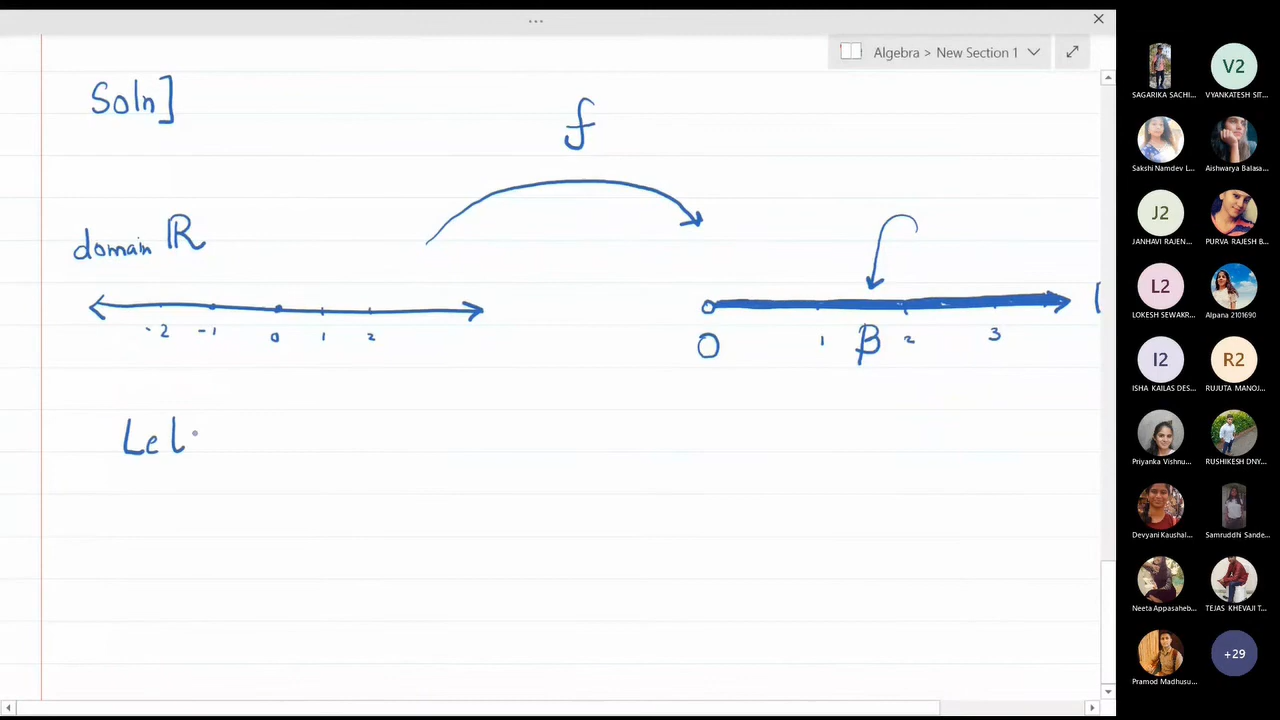 Algebra > New Section 1
Soln]
f
domain ℝ
-2 -1 0 1 2
0 1 β 2 3
Let
SAGARIKA SACHI...
V2
VYANKATESH SIT...
Sakshi Namdev L...
Aishwarya Balasa...
J2
JANHAVI RAJEN...
PURVA RAJESH B...
L2
LOKESH SEWAKR...
Alpana 2101690
I2
ISHA KAILAS DES...
R2
RUJUTA MANOJ...
Priyanka Vishnu...
RUSHIKESH DNY...
Devyani Kaushal...
Samruddhi Sande...
Neeta Appasaheb...
TEJAS KHEVAJI T...
Pramod Madhusu...
+29